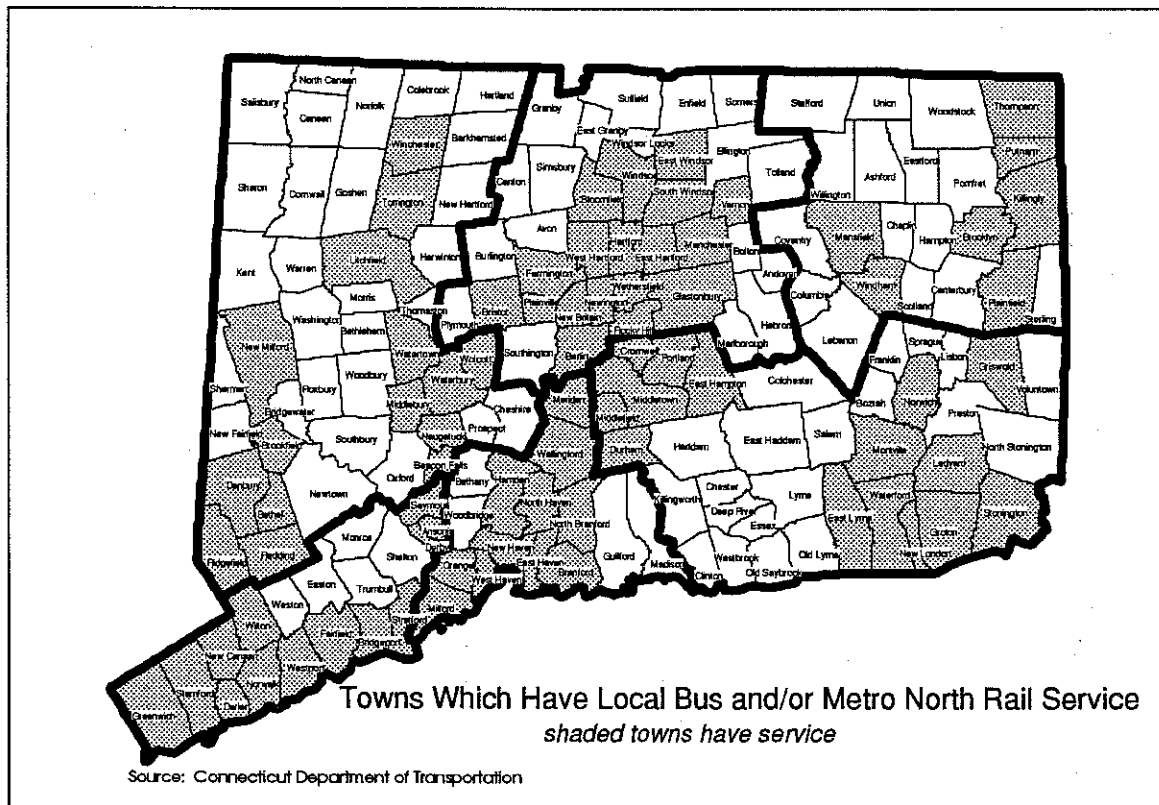 Salisbury
North Canaan
Canaan
Norfolk
Colebrook
Hartland
Barkhamsted
Winchester
Sharon
Cornwall
Goshen
Torrington
New Hartford
Kent
Warren
Litchfield
Harwinton
Morris
Washington
Bethlehem
Thomaston
Plymouth
New Milford
Watertown
Sherman
Roxbury
Woodbury
Bridgewater
Waterbury
Wolcott
Middlebury
New Fairfield
Brookfield
Southbury
Naugatuck
Prospect
Cheshire
Danbury
Bethel
Newtown
Oxford
Beacon Falls
Ridgefield
Redding
Granby
Suffield
Enfield
Somers
East Granby
Windsor Locks
East Windsor
Ellington
Simsbury
Canton
Windsor
Bloomfield
South Windsor
Vernon
Tolland
Avon
Burlington
Hartford
West Hartford
East Hartford
Manchester
Bolton
Farmington
Andover
Bristol
Plainville
Newington
Wethersfield
Glastonbury
New Britain
Rocky Hill
Hebron
Marlborough
Southington
Berlin
Stafford
Union
Woodstock
Thompson
Putnam
Willington
Ashford
Eastford
Pomfret
Killingly
Coventry
Mansfield
Chaplin
Hampton
Brooklyn
Columbia
Windham
Scotland
Canterbury
Plainfield
Sterling
Lebanon
Franklin
Sprague
Lisbon
Griswold
Voluntown
Bozrah
Norwich
Preston
Colchester
North Stonington
Salem
Montville
Ledyard
Waterford
East Lyme
Groton
New London
Stonington
Lyme
Old Lyme
Cromwell
Portland
East Hampton
Middletown
Middlefield
Durham
Haddam
East Haddam
Killingworth
Chester
Deep River
Essex
Westbrook
Clinton
Old Saybrook
Meriden
Wallingford
Bethany
Hamden
North Haven
Seymour
Woodbridge
North Branford
Ansonia
Derby
New Haven
East Haven
Branford
Guilford
Madison
Orange
West Haven
Milford
Monroe
Shelton
Easton
Trumbull
Weston
Stratford
Wilton
Fairfield
Bridgeport
New Canaan
Westport
Norwalk
Stamford
Darien
Greenwich
Towns Which Have Local Bus and/or Metro North Rail Service
shaded towns have service
Source: Connecticut Department of Transportation